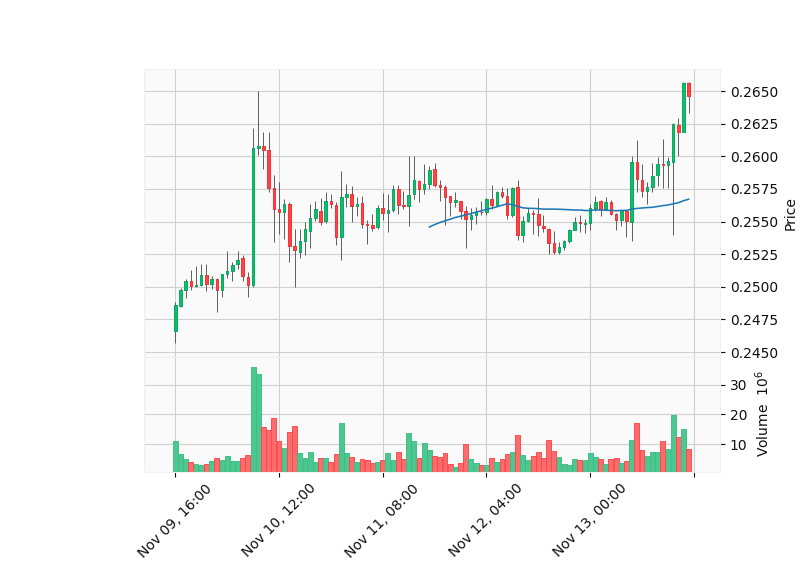 0.2650
0.2625
0.2600
0.2575
0.2550
0.2525
0.2500
0.2475
0.2450
Price
30
20
10
Volume 10^6
Nov 09, 16:00
Nov 10, 12:00
Nov 11, 08:00
Nov 12, 04:00
Nov 13, 00:00